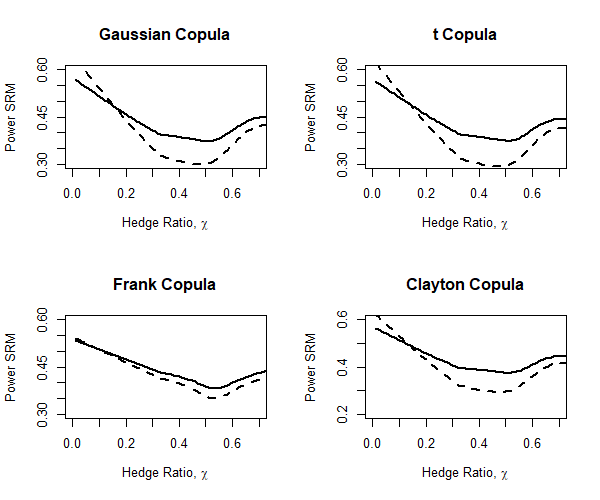 Gaussian Copula
Power SRM
0.30 0.45 0.60
0.0 0.2 0.4 0.6
Hedge Ratio, χ
t Copula
Power SRM
0.30 0.45 0.60
0.0 0.2 0.4 0.6
Hedge Ratio, χ
Frank Copula
Power SRM
0.30 0.45 0.60
0.0 0.2 0.4 0.6
Hedge Ratio, χ
Clayton Copula
Power SRM
0.2 0.4 0.6
0.0 0.2 0.4 0.6
Hedge Ratio, χ